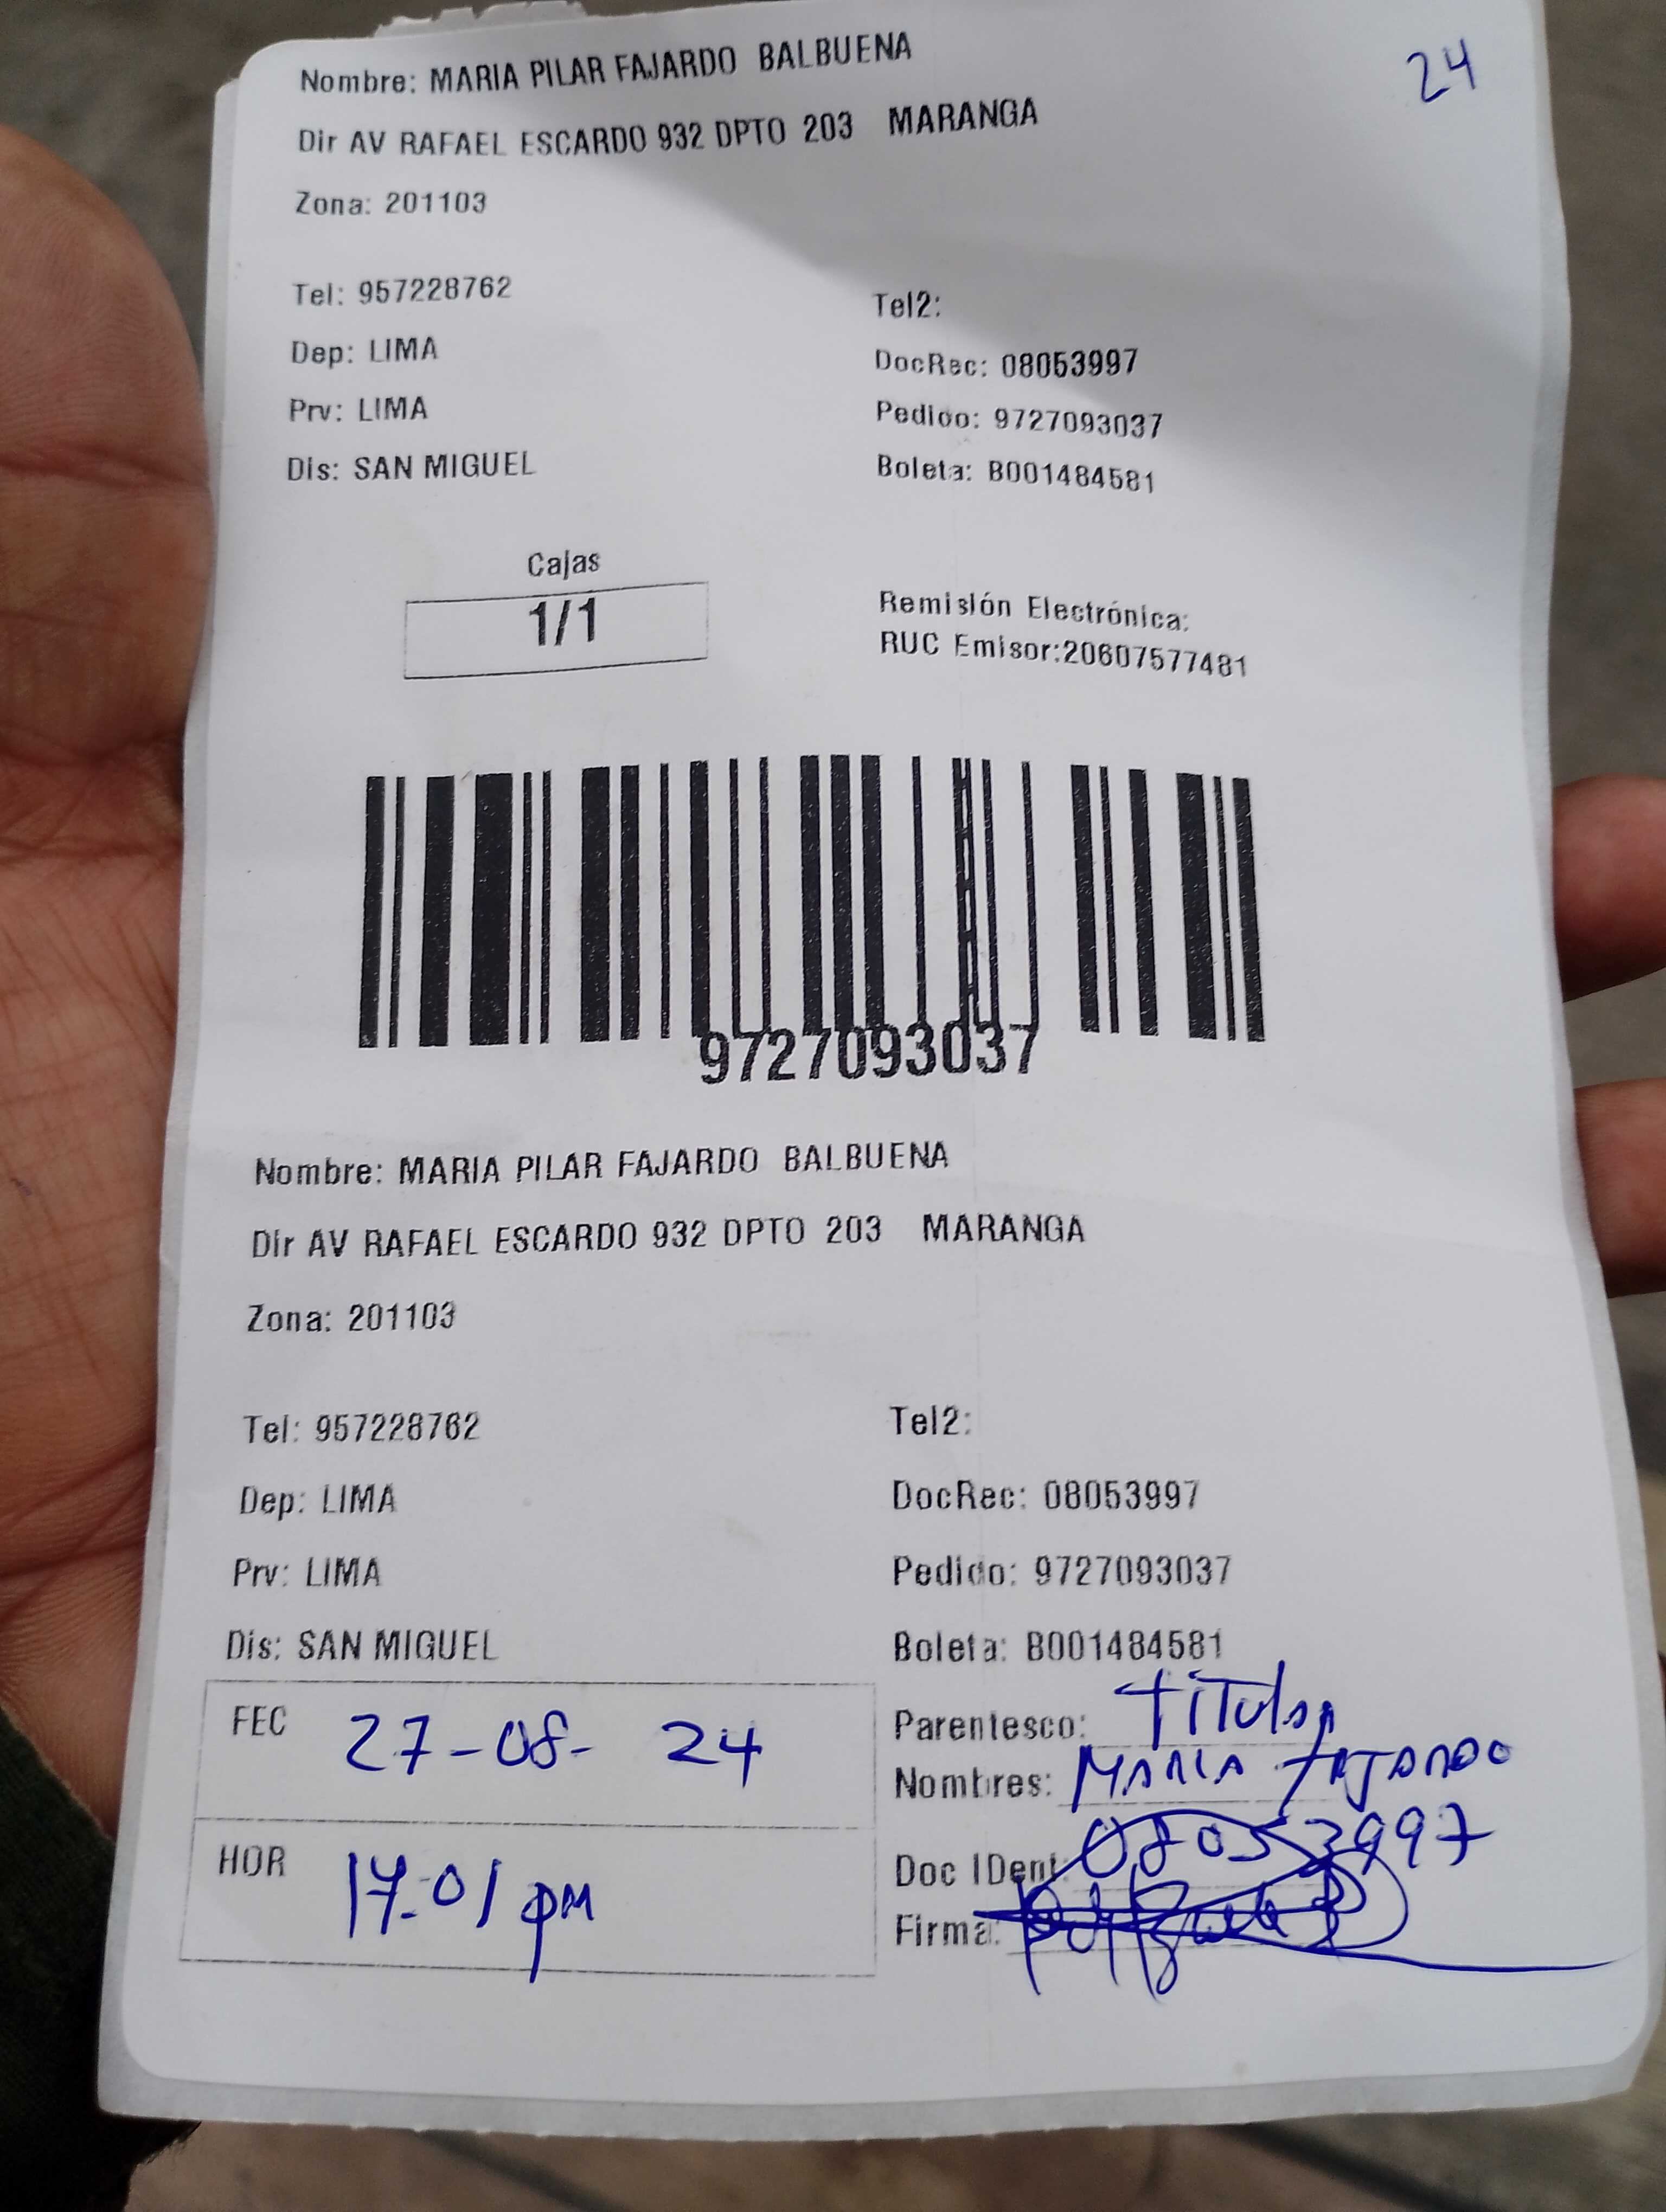 24
Nombre: MARIA PILAR FAJARDO BALBUENA
Dir AV RAFAEL ESCARDO 932 DPTO 203 MARANGA
Zona: 201103
Tel: 957228762 Tel2:
Dep: LIMA DocRec: 08053997
Prv: LIMA Pedido: 9727093037
Dis: SAN MIGUEL Boleta: B001484581
Cajas
1/1
Remisión Electrónica:
RUC Emisor:20607577481
9727093037
Nombre: MARIA PILAR FAJARDO BALBUENA
Dir AV RAFAEL ESCARDO 932 DPTO 203 MARANGA
Zona: 201103
Tel: 957228762 Tel2:
Dep: LIMA DocRec: 08053997
Prv: LIMA Pedido: 9727093037
Dis: SAN MIGUEL Boleta: B001484581
FEC 27-08-24
Parentesco: Titular
Nombres: MARIA FAJARDO
HOR 17:01 pm
Doc IDent: 08053997
Firma: